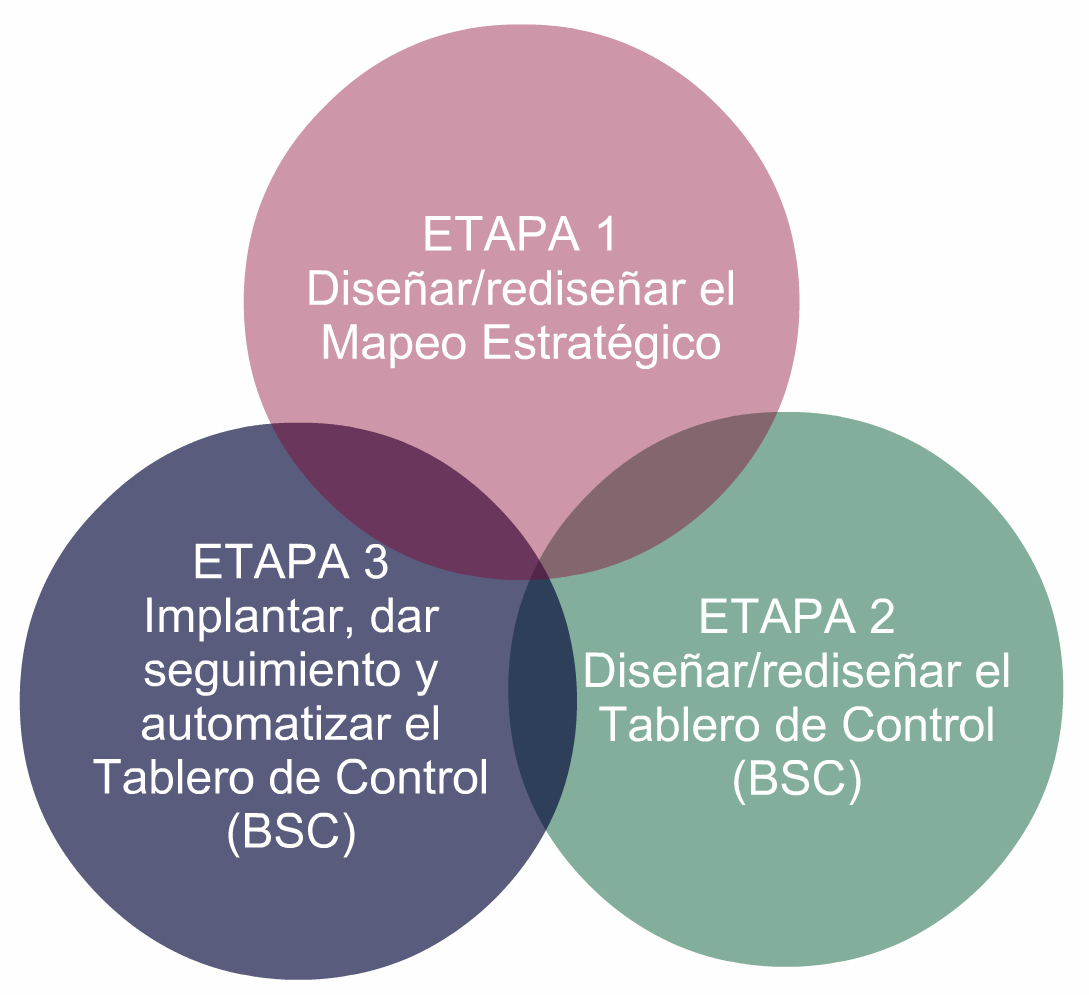 ETAPA 1
Diseñar/rediseñar el
Mapeo Estratégico
ETAPA 2
Diseñar/rediseñar el
Tablero de Control
(BSC)
ETAPA 3
Implantar, dar
seguimiento y
automatizar el
Tablero de Control
(BSC)